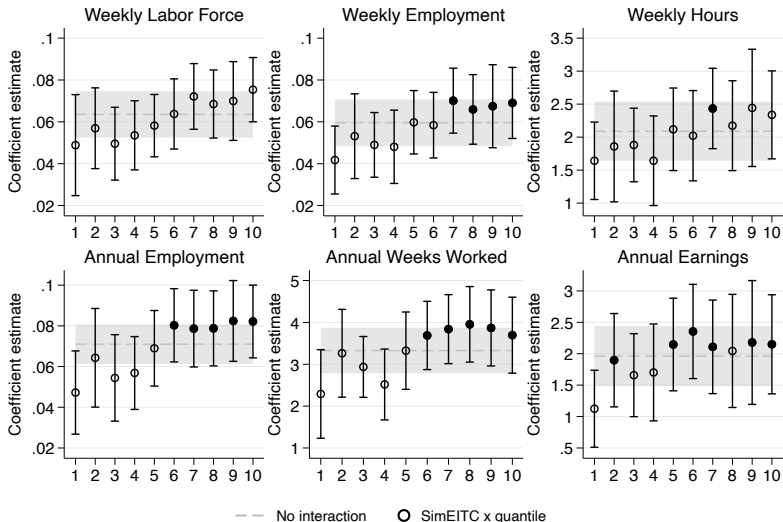 Weekly Labor Force
Weekly Employment
Weekly Hours
Coefficient estimate
.1
.08
.06
.04
.02
1 2 3 4 5 6 7 8 9 10
Coefficient estimate
.1
.08
.06
.04
.02
1 2 3 4 5 6 7 8 9 10
Coefficient estimate
3.5
3
2.5
2
1.5
1
1 2 3 4 5 6 7 8 9 10
Annual Employment
Annual Weeks Worked
Annual Earnings
Coefficient estimate
.1
.08
.06
.04
.02
1 2 3 4 5 6 7 8 9 10
Coefficient estimate
5
4
3
2
1
1 2 3 4 5 6 7 8 9 10
Coefficient estimate
3
2.5
2
1.5
1
.5
1 2 3 4 5 6 7 8 9 10
No interaction
SimEITC x quantile